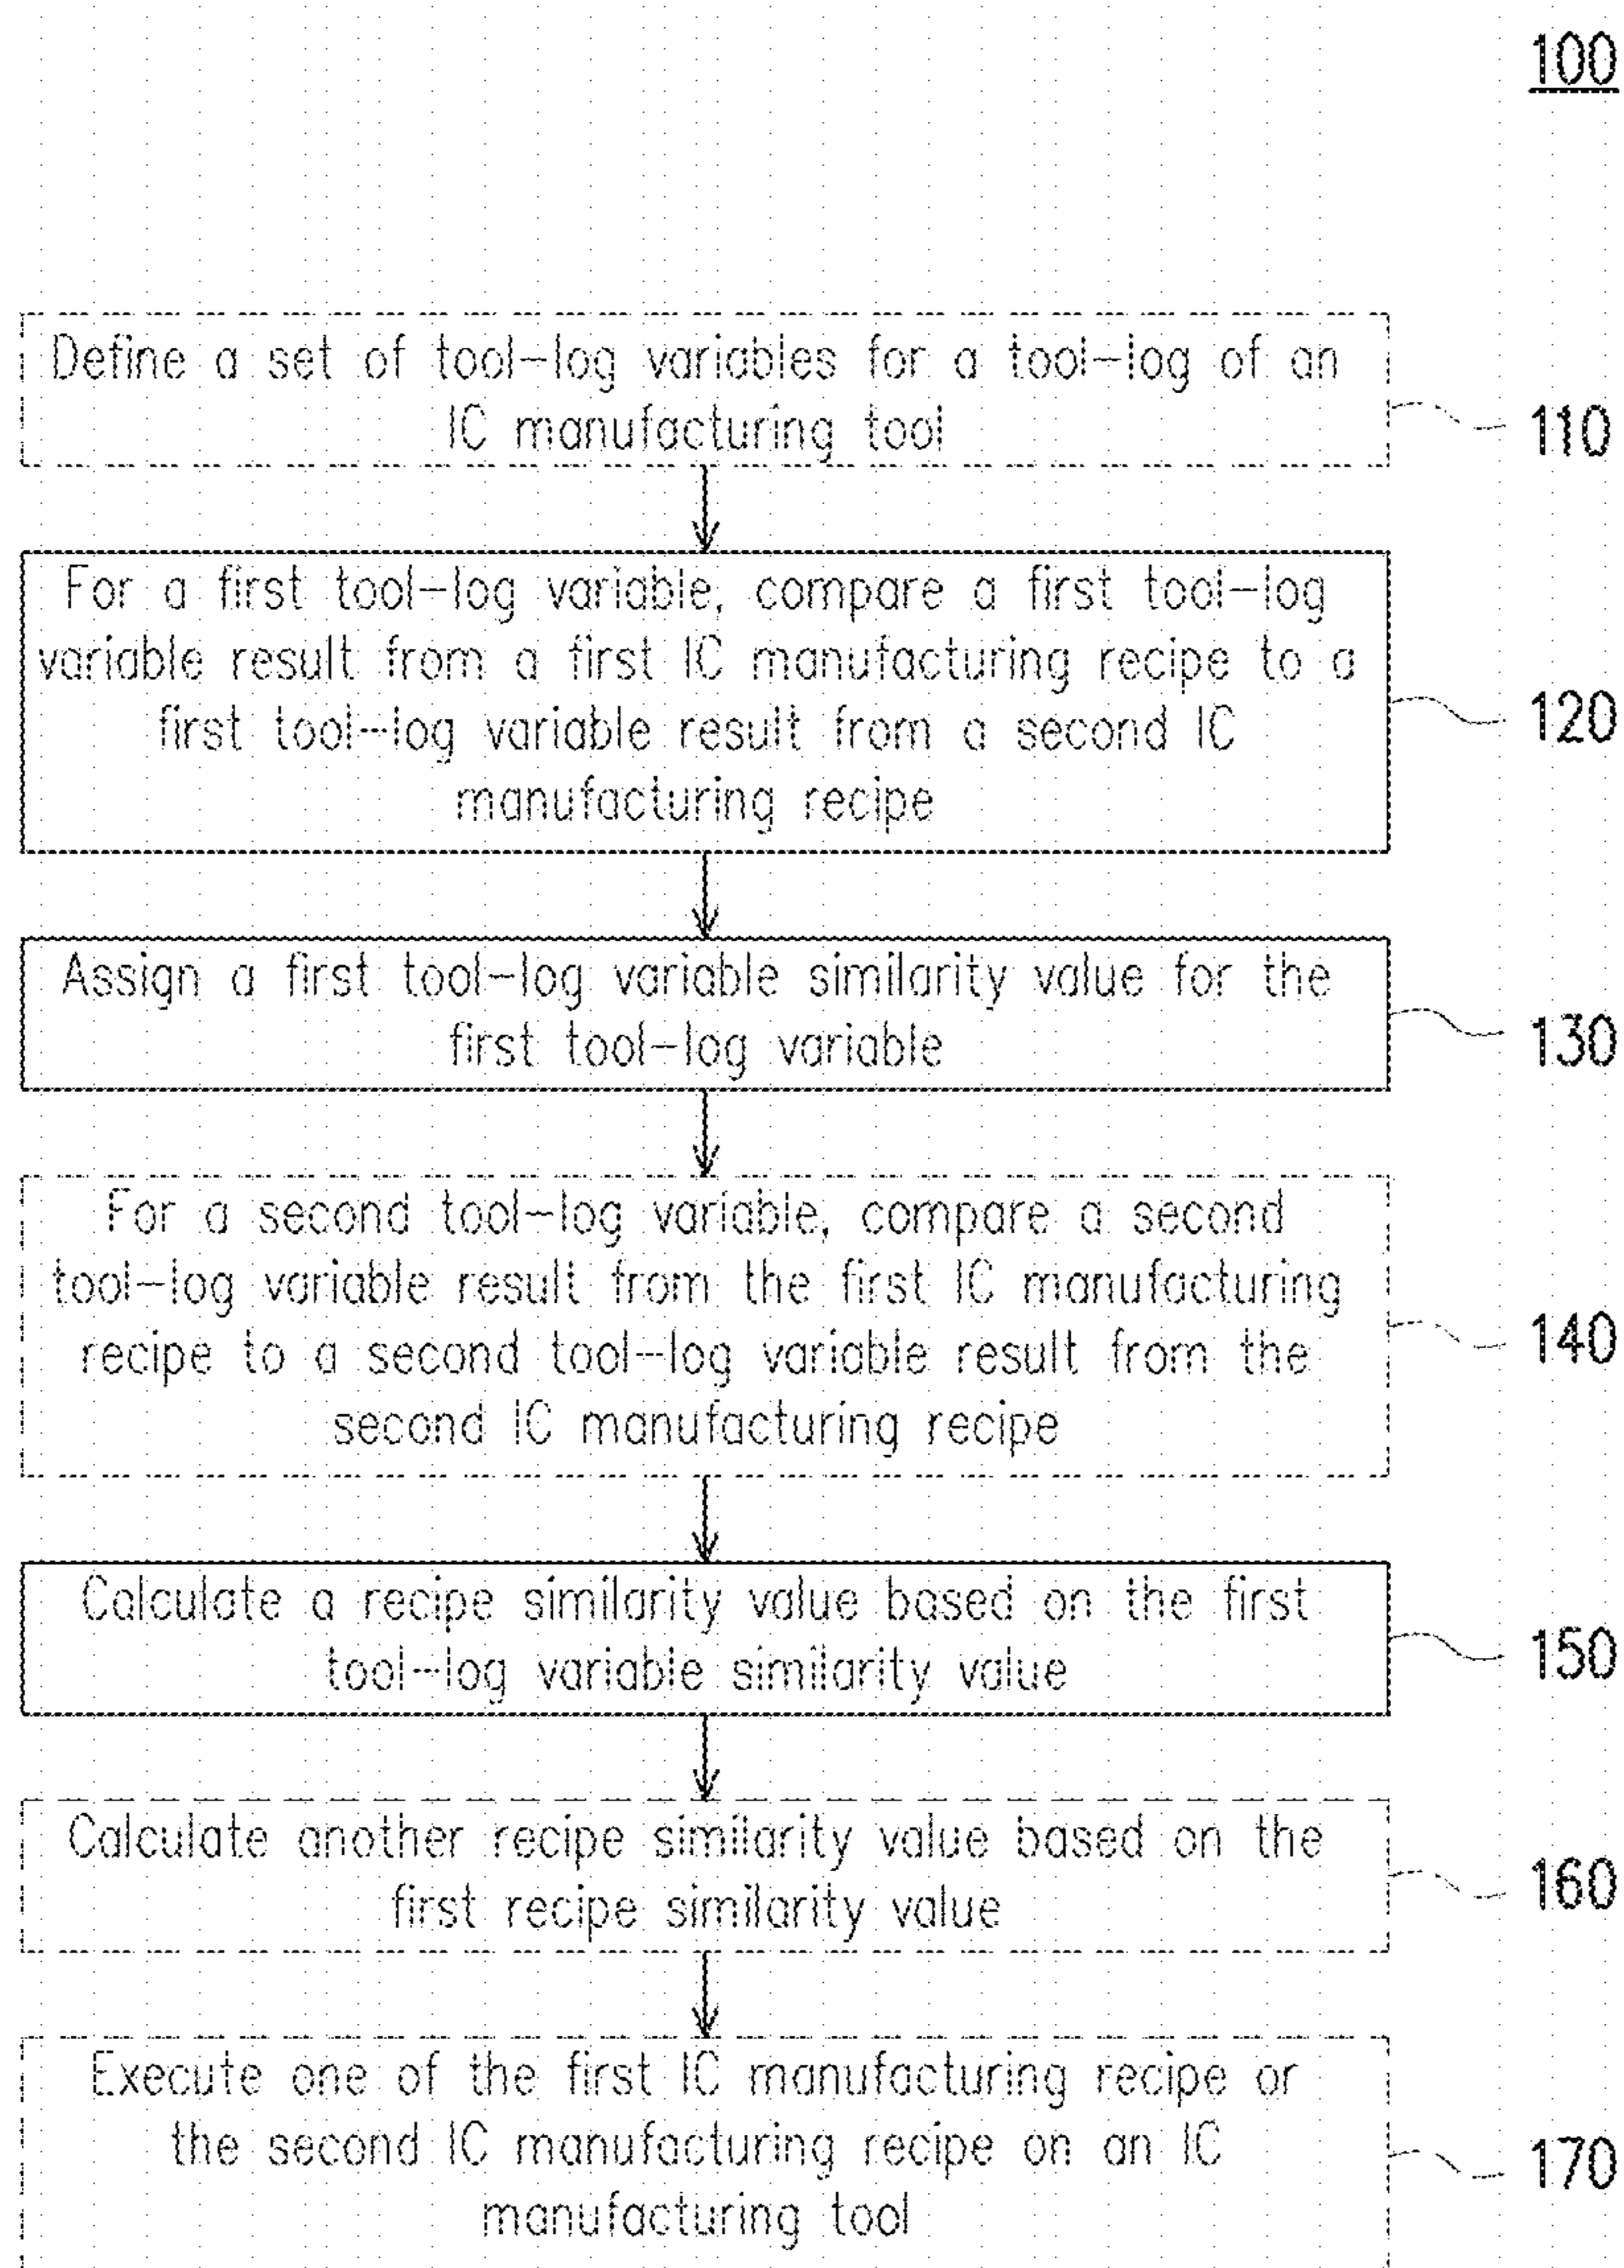 100
Define a set of tool-log variables for a tool-log of an
IC manufacturing tool
110
For a first tool-log variable, compare a first tool-log
variable result from a first IC manufacturing recipe to a
first tool-log variable result from a second IC
manufacturing recipe
120
Assign a first tool-log variable similarity value for the
first tool-log variable
130
For a second tool-log variable, compare a second
tool-log variable result from the first IC manufacturing
recipe to a second tool-log variable result from the
second IC manufacturing recipe
140
Calculate a recipe similarity value based on the first
tool-log variable similarity value
150
Calculate another recipe similarity value based on the
first recipe similarity value
160
Execute one of the first IC manufacturing recipe or
the second IC manufacturing recipe on an IC
manufacturing tool
170